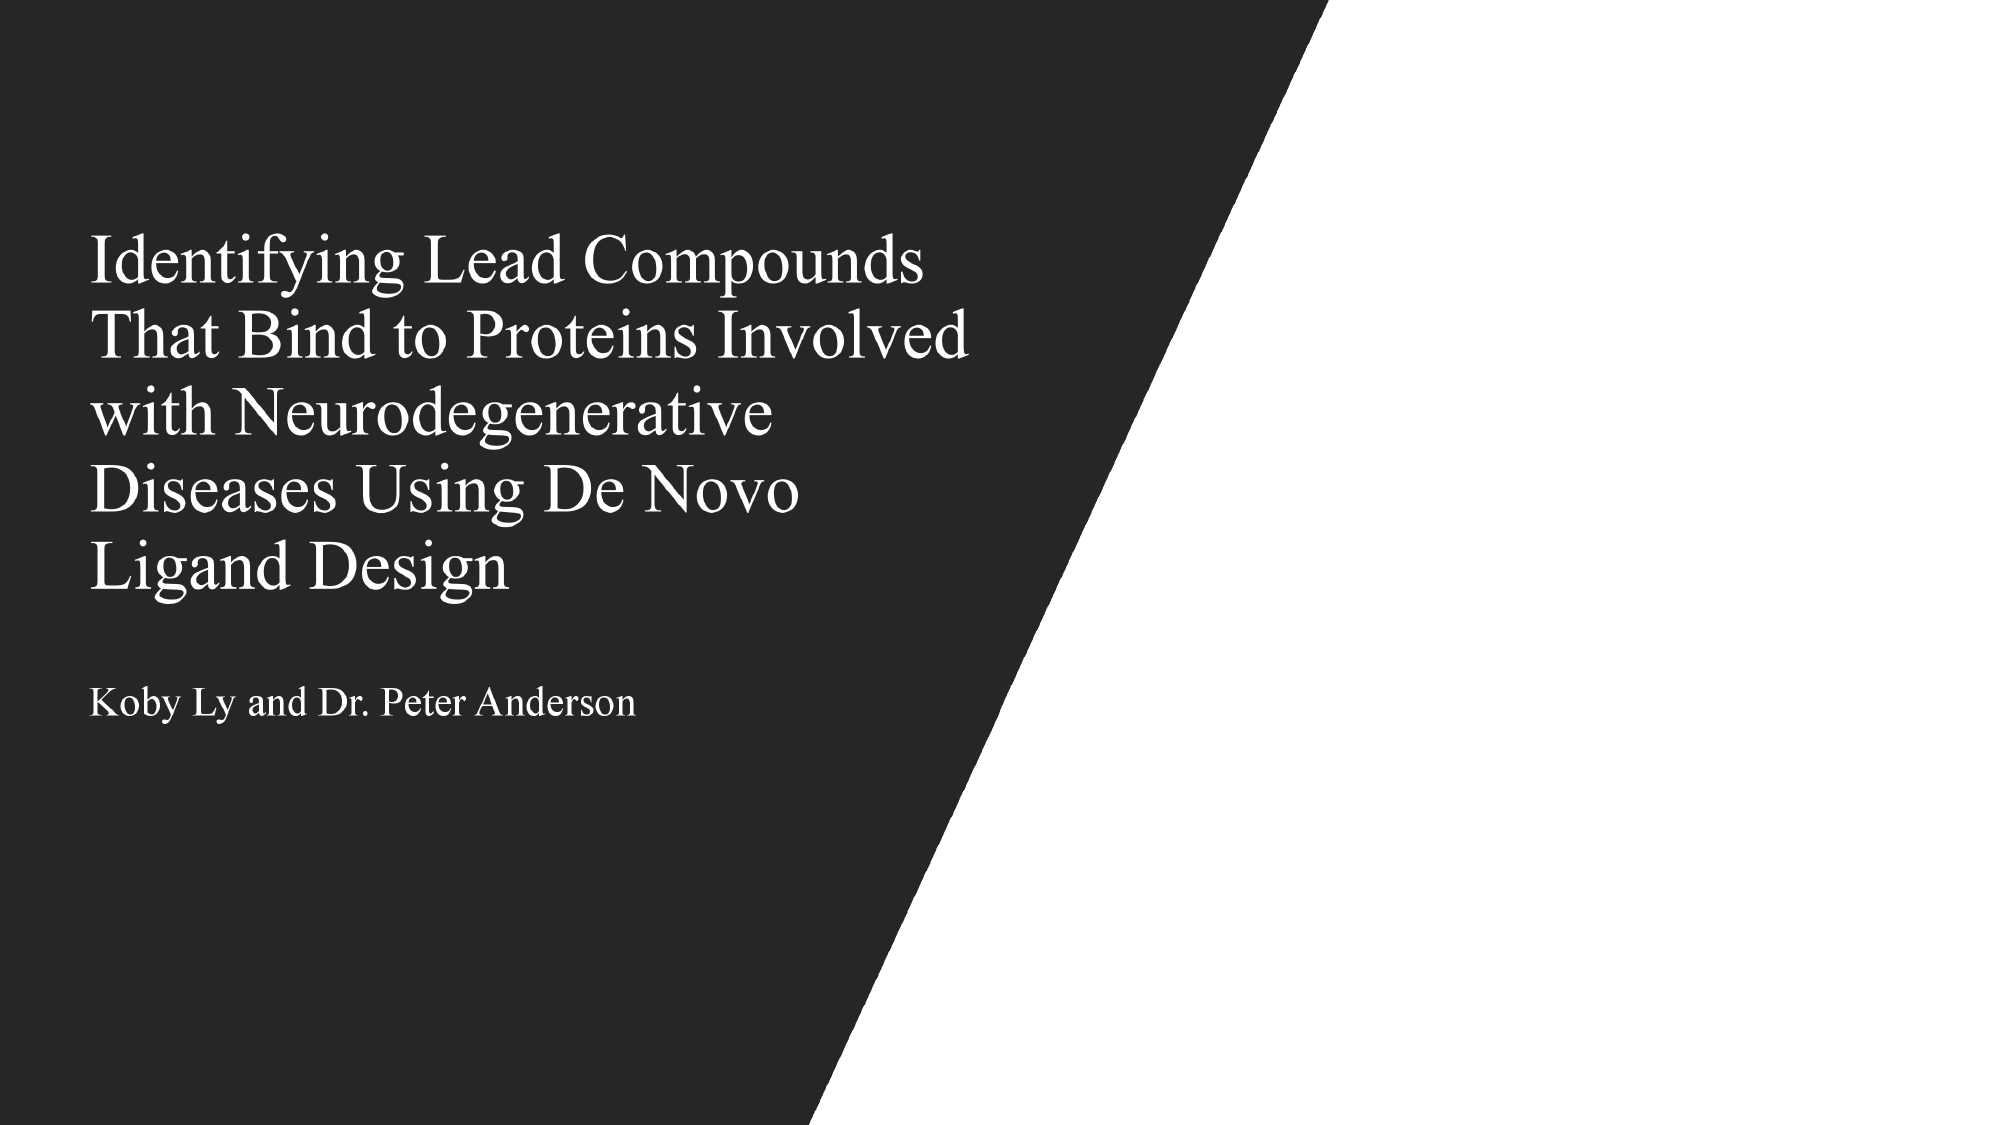 Identifying Lead Compounds
That Bind to Proteins Involved
with Neurodegenerative
Diseases Using De Novo
Ligand Design
Koby Ly and Dr. Peter Anderson